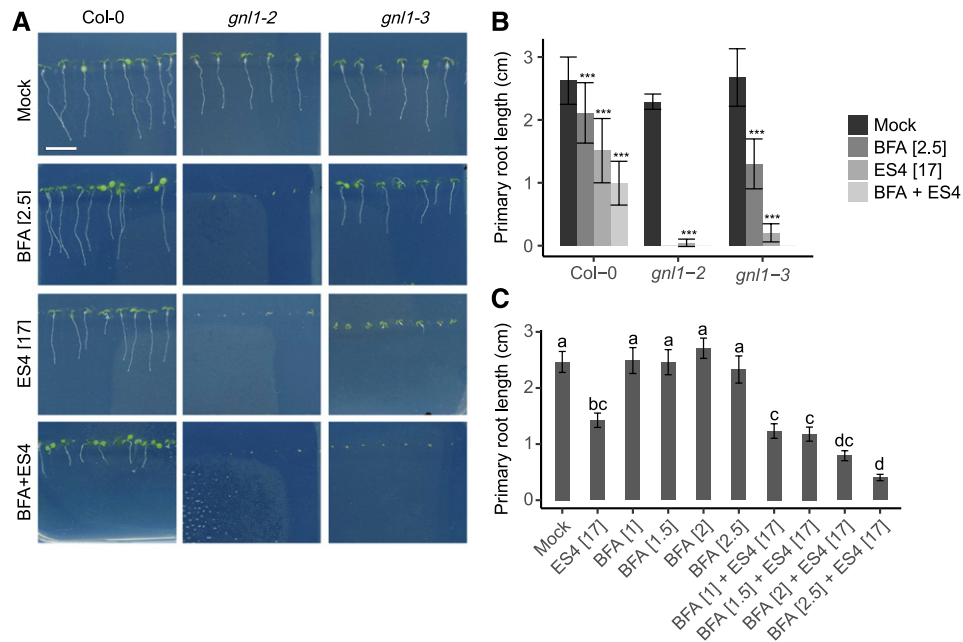 A
Col-0
gnl1-2
gnl1-3
Mock
BFA [2.5]
ES4 [17]
BFA+ES4
B
Primary root length (cm)
3
2
1
0
***
***
***
***
***
***
Col−0
gnl1−2
gnl1−3
Mock
BFA [2.5]
ES4 [17]
BFA + ES4
C
Primary root length (cm)
3
2
1
0
a
bc
a
a
a
a
c
c
dc
d
Mock
ES4 [17]
BFA [1]
BFA [1.5]
BFA [2]
BFA [2.5]
BFA [1] + ES4 [17]
BFA [1.5] + ES4 [17]
BFA [2] + ES4 [17]
BFA [2.5] + ES4 [17]